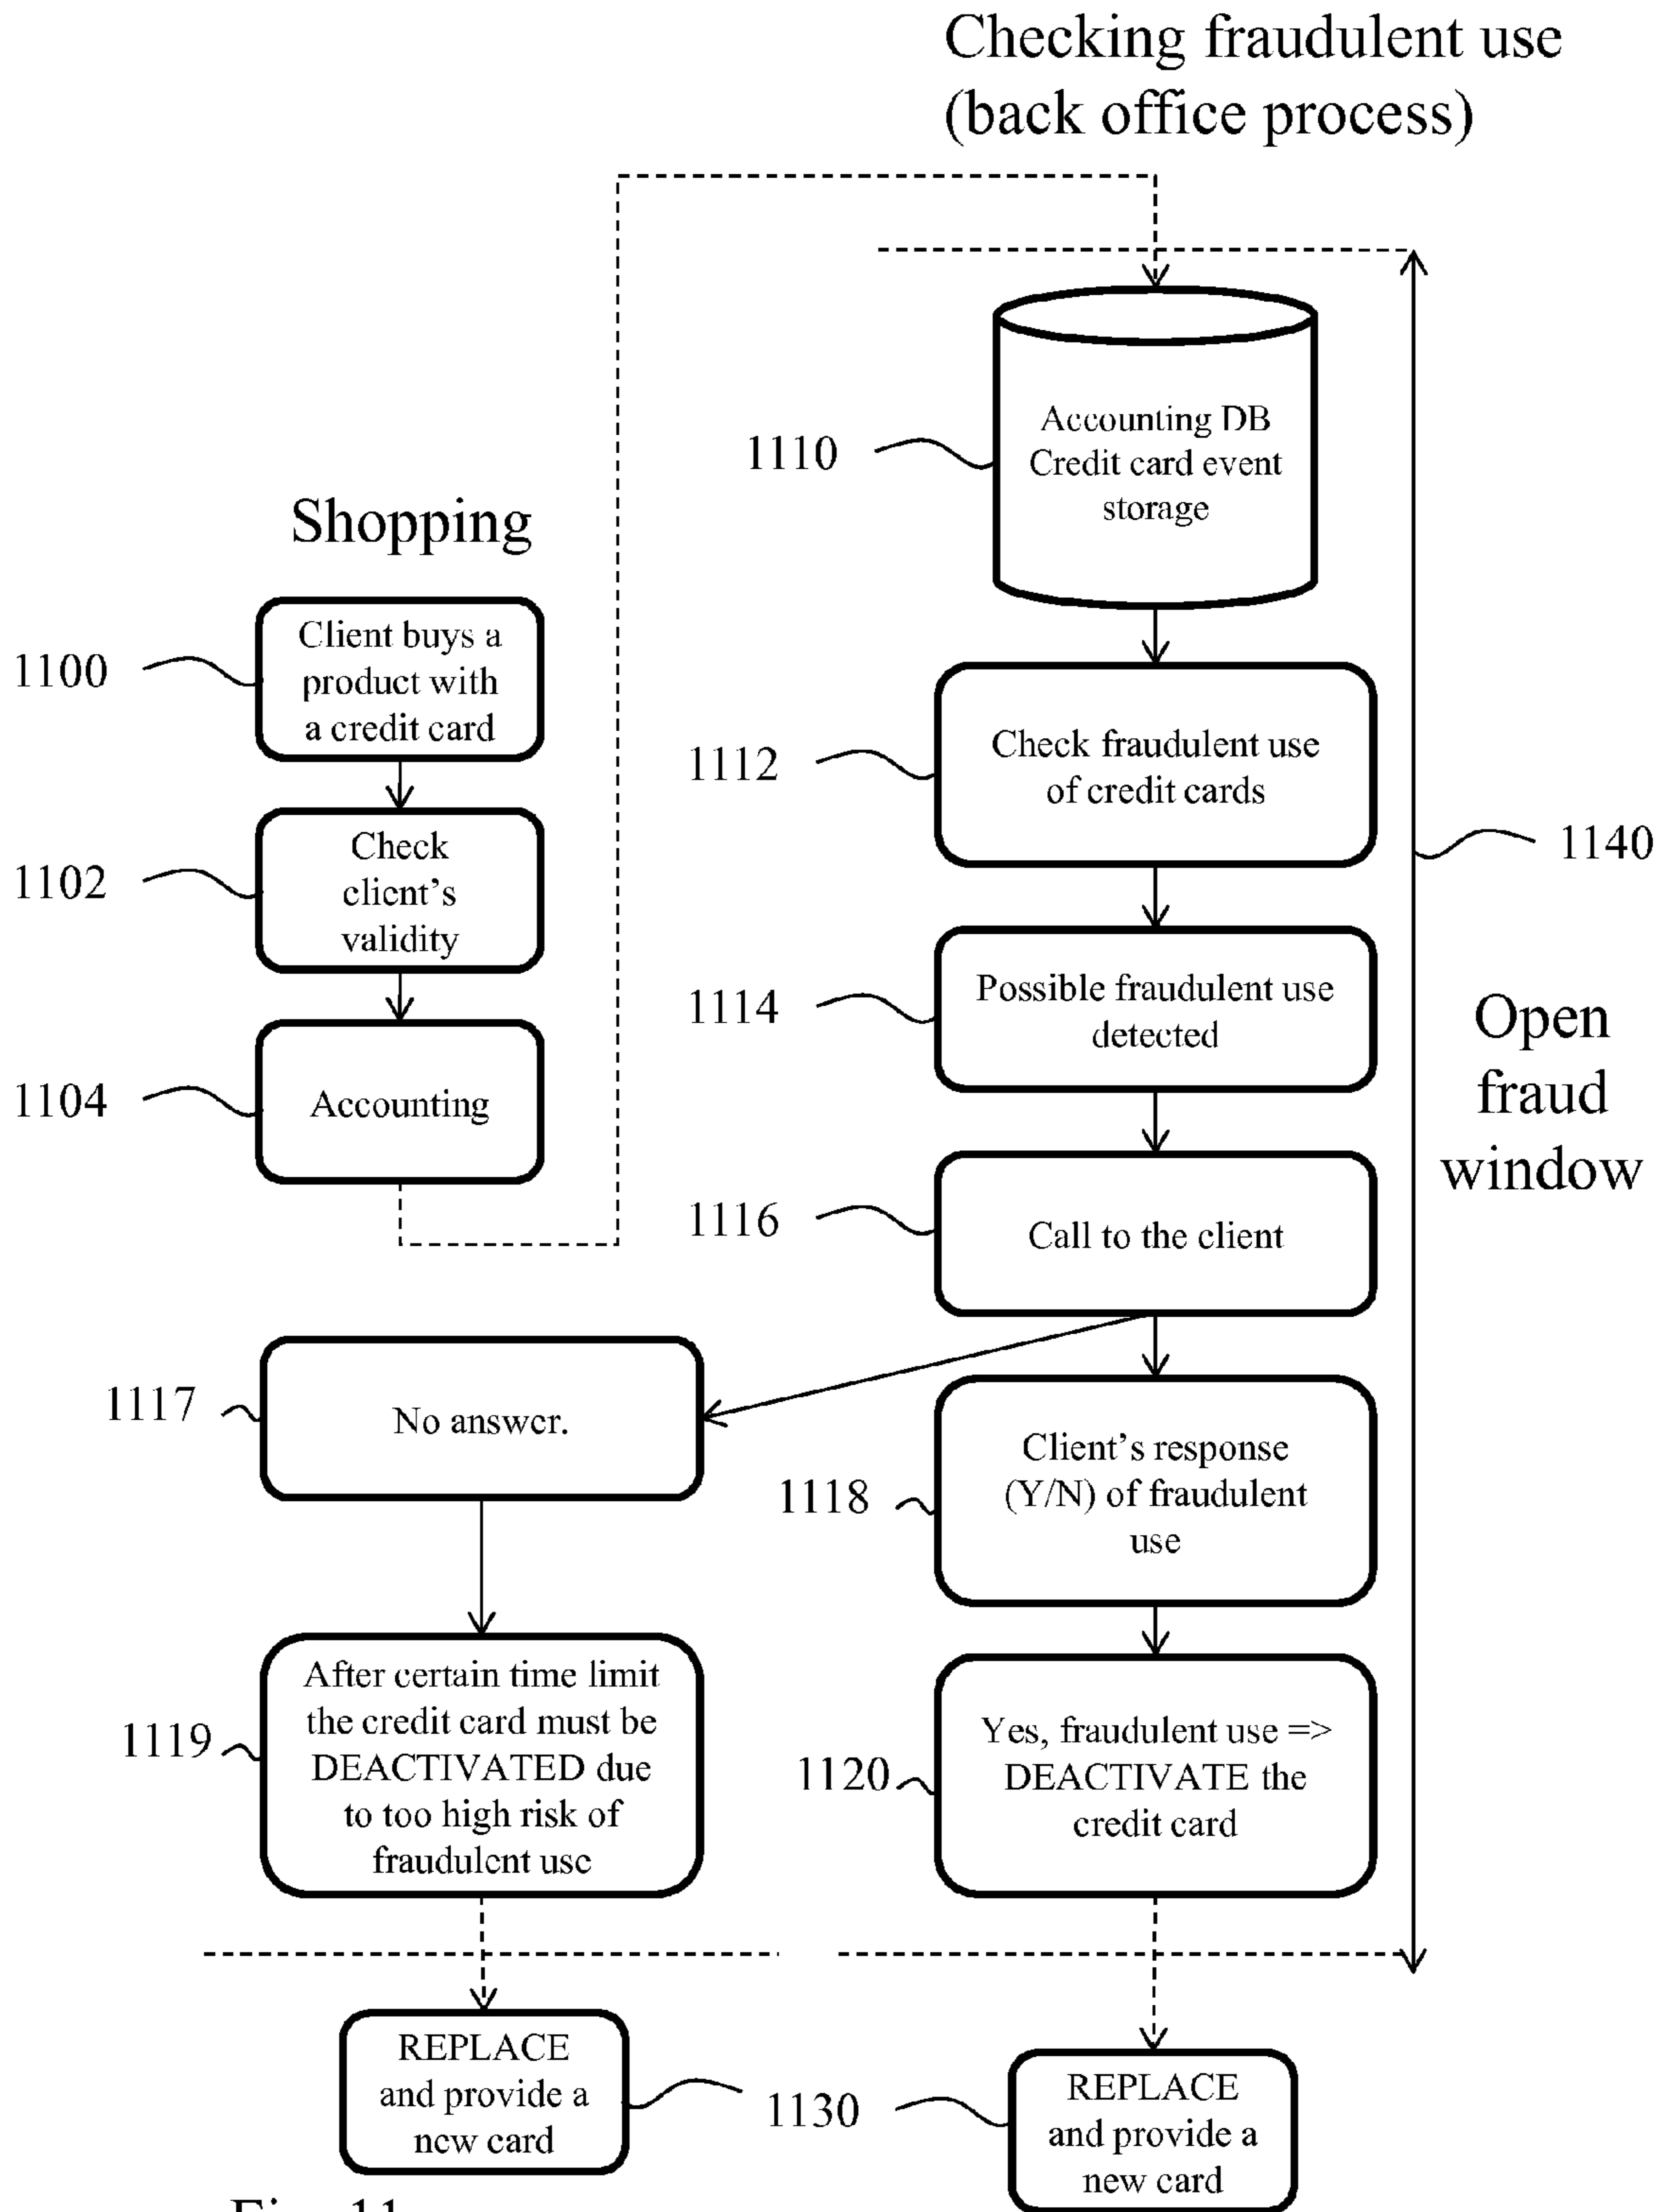 Checking fraudulent use
(back office process)
Accounting DB
Credit card event
storage
1110
Shopping
Client buys a
product with
a credit card
1100
Check fraudulent use
of credit cards
1112
Check
client's
validity
1102
1140
Possible fraudulent use
detected
1114
Open
fraud
window
Accounting
1104
Call to the client
1116
No answer.
1117
Client's response
(Y/N) of fraudulent
use
1118
After certain time limit
the credit card must be
DEACTIVATED due
to too high risk of
fraudulent use
1119
Yes, fraudulent use =>
DEACTIVATE the
credit card
1120
REPLACE
and provide a
new card
1130
REPLACE
and provide a
new card